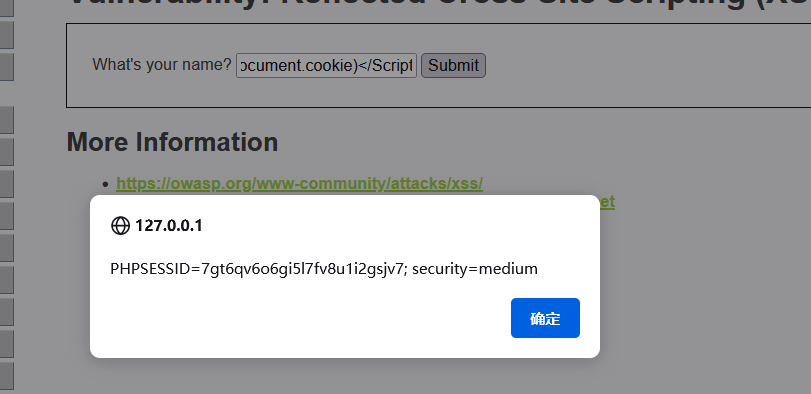 Vulnerability: Reflected Cross Site Scripting (XS
What's your name? ocument.cookie)</Script Submit
More Information
• https://owasp.org/www-community/attacks/xss/
et
127.0.0.1
PHPSESSID=7gt6qv6o6gi5l7fv8u1i2gsjv7; security=medium
确定